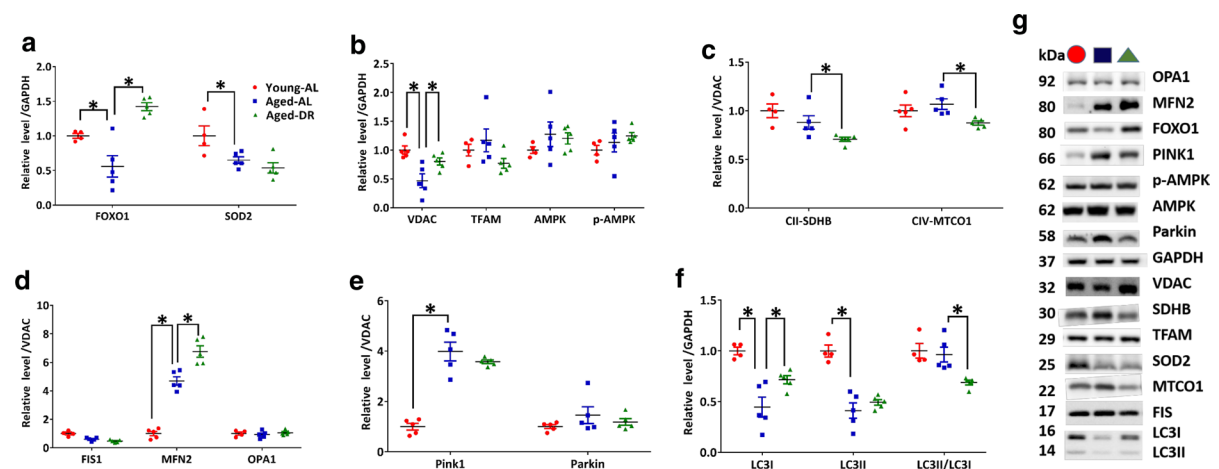 a
Relative level /GAPDH
2.0
1.5
1.0
0.5
0.0
* * *
Young-AL
Aged-AL
Aged-DR
FOXO1 SOD2
b
Relative level /GAPDH
2.5
2.0
1.5
1.0
0.5
0.0
* *
VDAC TFAM AMPK p-AMPK
c
Relative level /VDAC
2.0
1.5
1.0
0.5
0.0
* *
CII-SDHB CIV-MTCO1
d
Relative level /VDAC
10
8
6
4
2
0
* *
FIS1 MFN2 OPA1
e
Relative level /VDAC
6
4
2
0
*
Pink1 Parkin
f
Relative level /GAPDH
1.5
1.0
0.5
0.0
* * * *
LC3I LC3II LC3II/LC3I
g
kDa
92 OPA1
80 MFN2
80 FOXO1
66 PINK1
62 p-AMPK
62 AMPK
58 Parkin
37 GAPDH
32 VDAC
30 SDHB
29 TFAM
25 SOD2
22 MTCO1
17 FIS
16 LC3I
14 LC3II